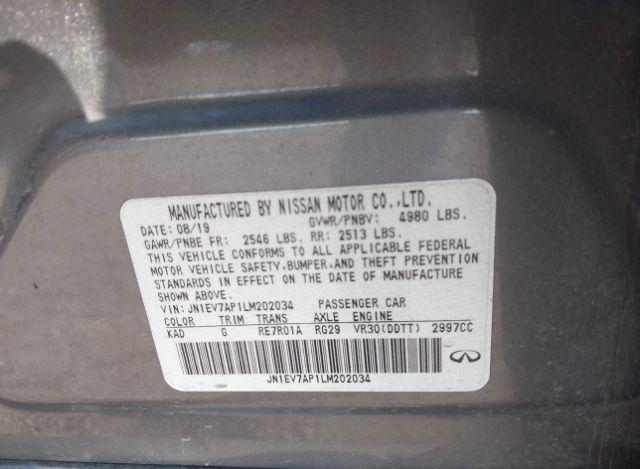 MANUFACTURED BY NISSAN MOTOR CO.,LTD.
DATE: 08/19 GVWR/PNBV: 4980 LBS.
GAWR/PNBE FR: 2546 LBS. RR: 2513 LBS.
THIS VEHICLE CONFORMS TO ALL APPLICABLE FEDERAL
MOTOR VEHICLE SAFETY,BUMPER,AND THEFT PREVENTION
STANDARDS IN EFFECT ON THE DATE OF MANUFACTURE
SHOWN ABOVE.
VIN: JN1EV7AP1LM202034 PASSENGER CAR
COLOR TRIM TRANS AXLE ENGINE
KAD G RE7R01A RG29 VR30(DDTT) 2997CC
JN1EV7AP1LM202034